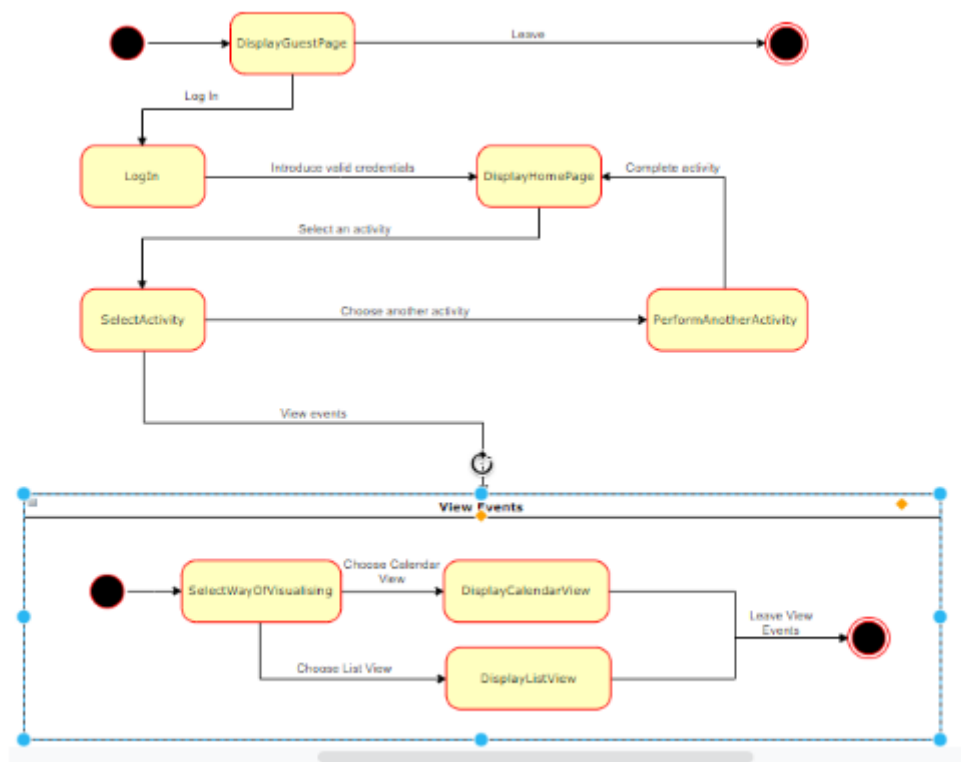 DisplayGuestPage
Leave
Log In
LogIn
Introduce valid credentials
DisplayHomePage
Complete activity
Select an activity
SelectActivity
Choose another activity
PerformAnotherActivity
View events
View Events
SelectWayOfVisualising
Choose Calendar
View
DisplayCalendarView
Leave View
Events
Choose List View
DisplayListView